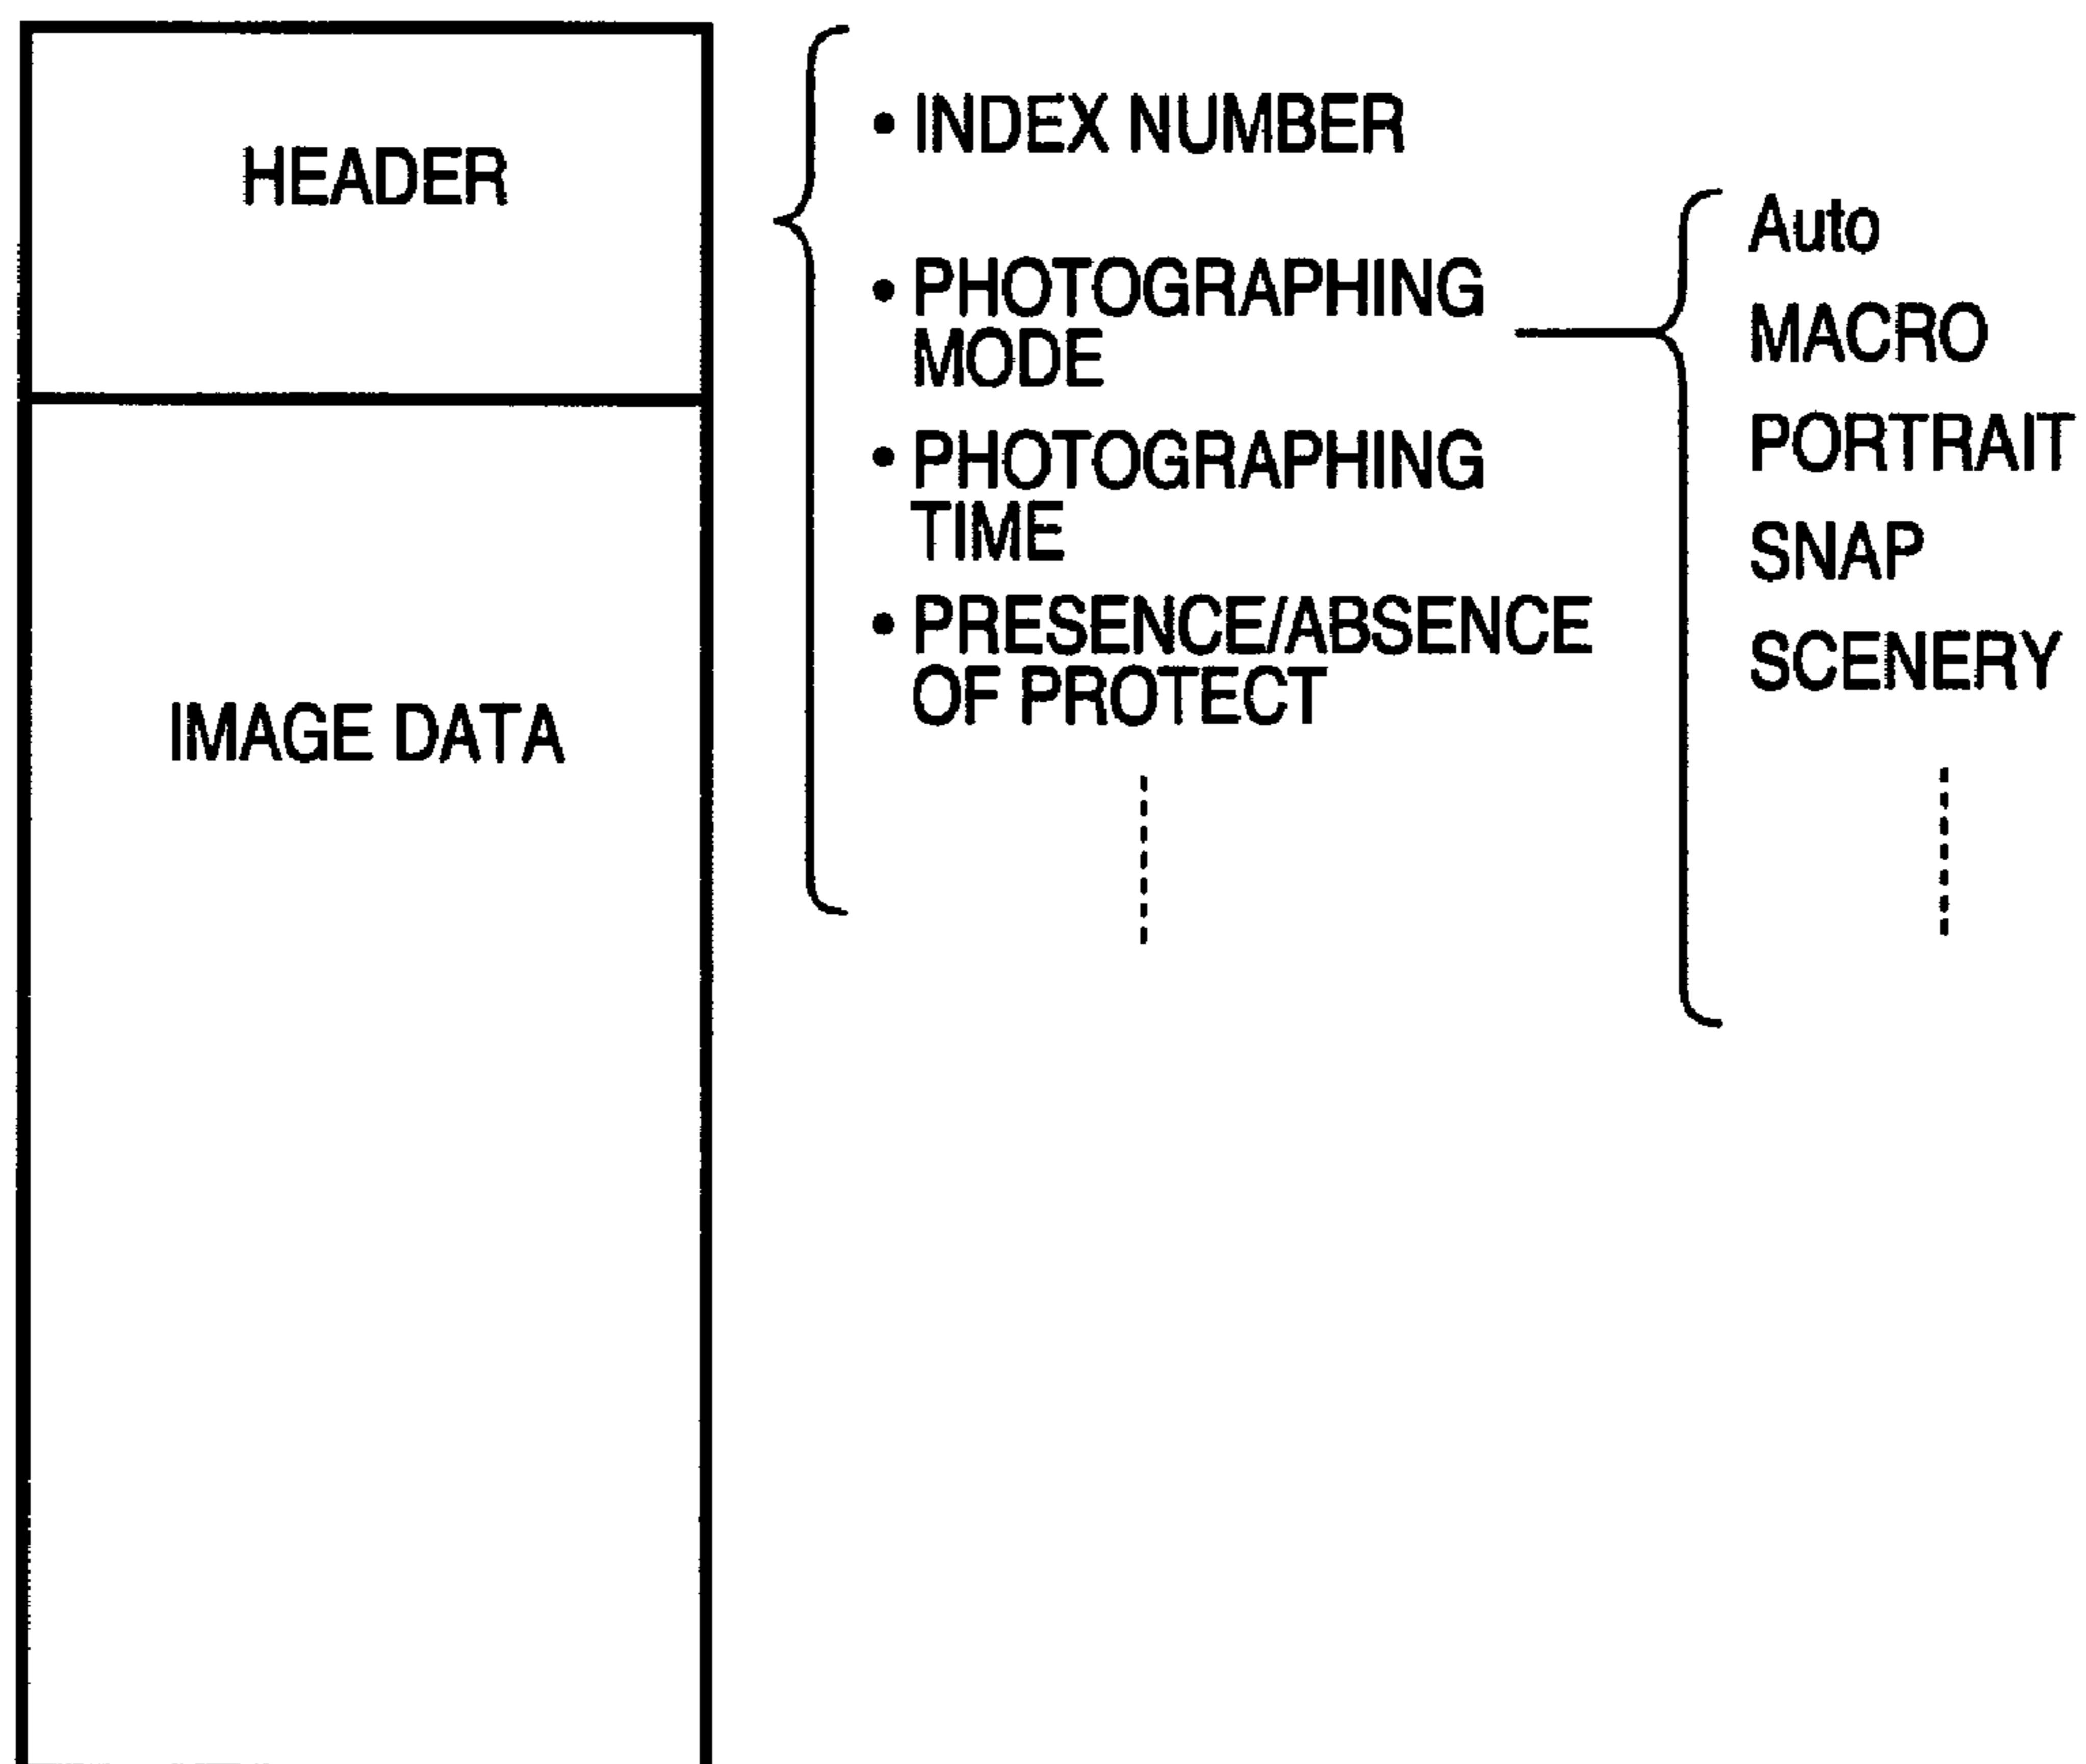 HEADER
IMAGE DATA
• INDEX NUMBER
• PHOTOGRAPHING
MODE
• PHOTOGRAPHING
TIME
• PRESENCE/ABSENCE
OF PROTECT
Auto
MACRO
PORTRAIT
SNAP
SCENERY